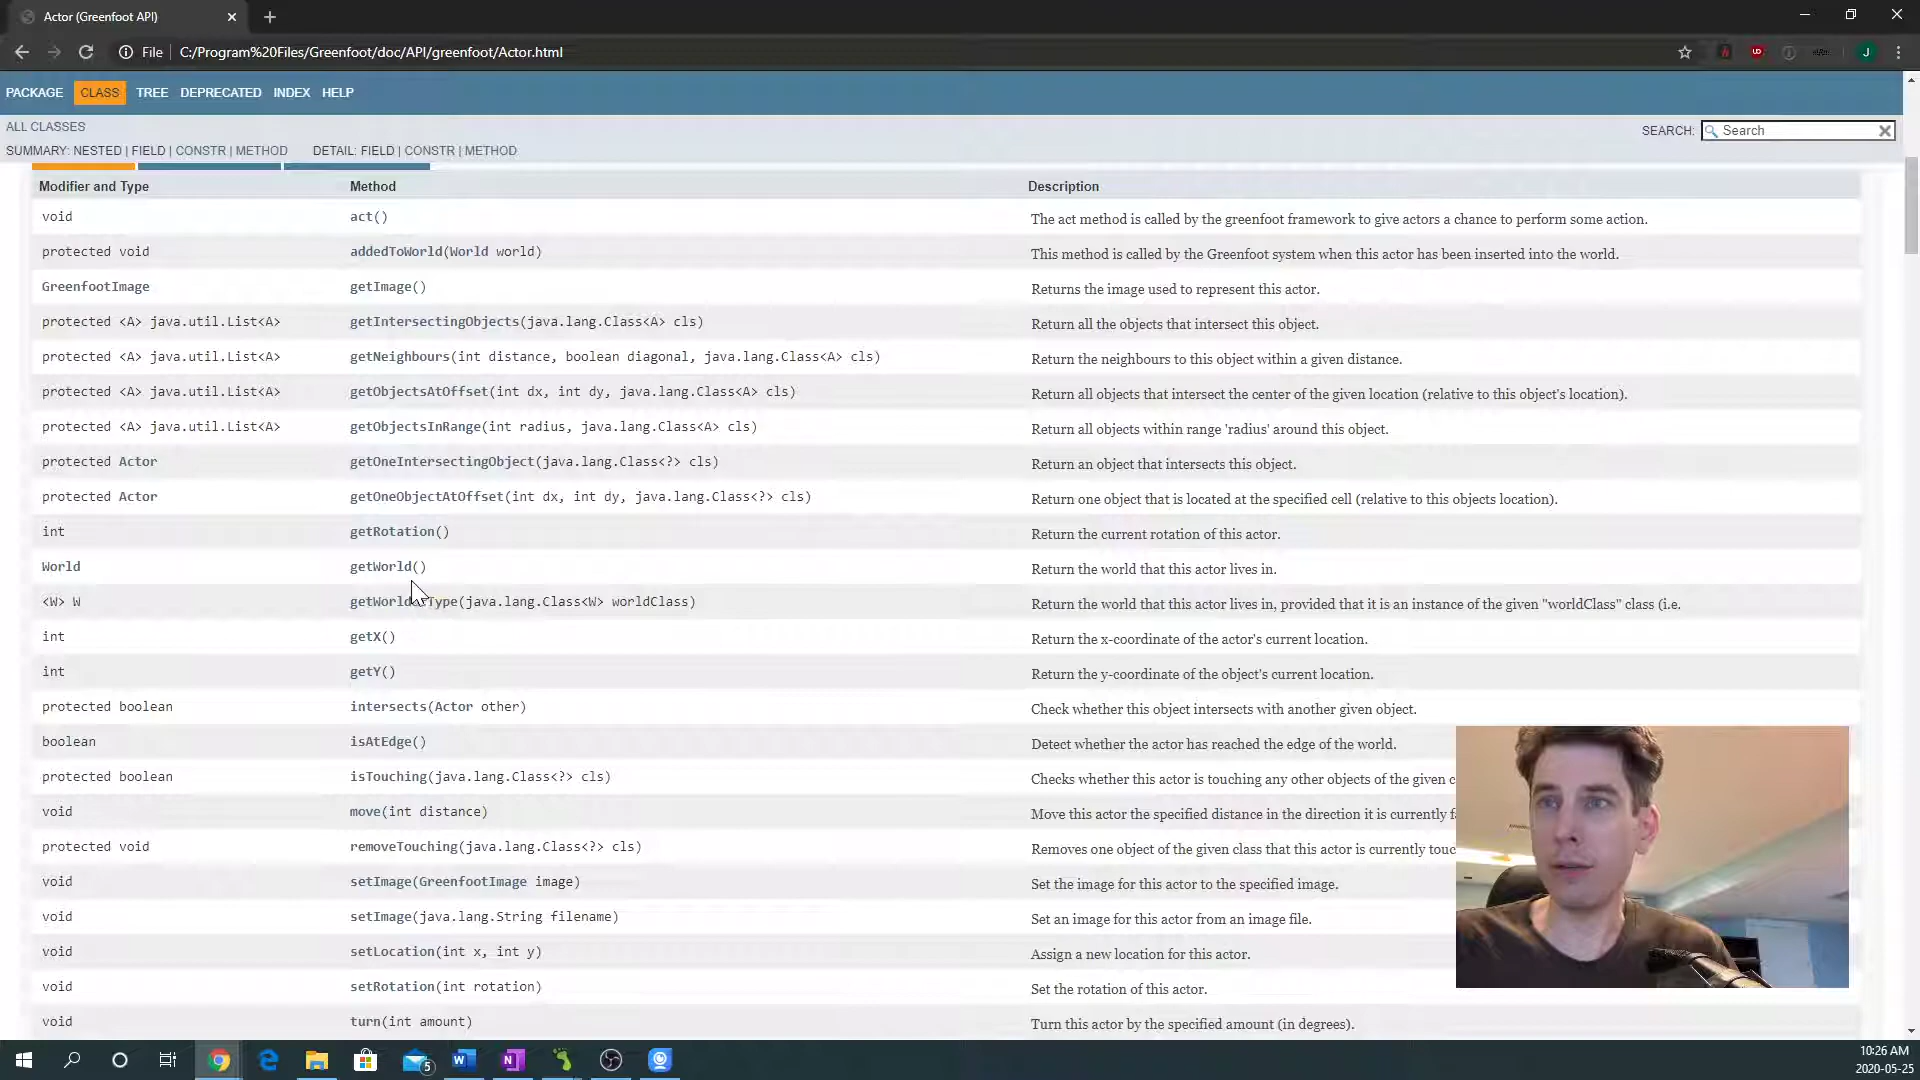 Actor (Greenfoot API)
File
C:/Program%20Files/Greenfoot/doc/API/greenfoot/Actor.html
J
PACKAGE CLASS TREE DEPRECATED INDEX HELP
ALL CLASSES
SEARCH: Search
SUMMARY: NESTED | FIELD | CONSTR | METHOD DETAIL: FIELD | CONSTR | METHOD
Modifier and Type Method Description
void act() The act method is called by the greenfoot framework to give actors a chance to perform some action.
protected void addedToWorld(World world) This method is called by the Greenfoot system when this actor has been inserted into the world.
GreenfootImage getImage() Returns the image used to represent this actor.
protected <A> java.util.List<A> getIntersectingObjects(java.lang.Class<A> cls) Return all the objects that intersect this object.
protected <A> java.util.List<A> getNeighbours(int distance, boolean diagonal, java.lang.Class<A> cls) Return the neighbours to this object within a given distance.
protected <A> java.util.List<A> getObjectsAtOffset(int dx, int dy, java.lang.Class<A> cls) Return all objects that intersect the center of the given location (relative to this object's location).
protected <A> java.util.List<A> getObjectsInRange(int radius, java.lang.Class<A> cls) Return all objects within range 'radius' around this object.
protected Actor getOneIntersectingObject(java.lang.Class<?> cls) Return an object that intersects this object.
protected Actor getOneObjectAtOffset(int dx, int dy, java.lang.Class<?> cls) Return one object that is located at the specified cell (relative to this objects location).
int getRotation() Return the current rotation of this actor.
World getWorld() Return the world that this actor lives in.
<W> W (java.lang.Class<W> worldClass) Return the world that this actor lives in, provided that it is an instance of the given "worldClass" class (i.e.
int getX() Return the x-coordinate of the actor's current location.
int getY() Return the y-coordinate of the object's current location.
protected boolean intersects(Actor other) Check whether this object intersects with another given object.
boolean isAtEdge() Detect whether the actor has reached the edge of the world.
protected boolean isTouching(java.lang.Class<?> cls) Checks whether this actor is touching any other objects of the given c
void move(int distance) Move this actor the specified distance in the direction it is currently f
protected void removeTouching(java.lang.Class<?> cls) Removes one object of the given class that this actor is currently touc
void setImage(GreenfootImage image) Set the image for this actor to the specified image.
void setImage(java.lang.String filename) Set an image for this actor from an image file.
void setLocation(int x, int y) Assign a new location for this actor.
void setRotation(int rotation) Set the rotation of this actor.
void turn(int amount) Turn this actor by the specified amount (in degrees).
5
10:26 AM
2020-05-25